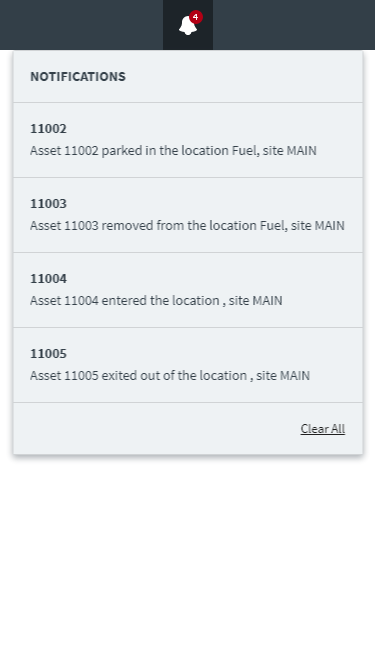 4
NOTIFICATIONS
11002
Asset 11002 parked in the location Fuel, site MAIN
11003
Asset 11003 removed from the location Fuel, site MAIN
11004
Asset 11004 entered the location , site MAIN
11005
Asset 11005 exited out of the location , site MAIN
Clear All